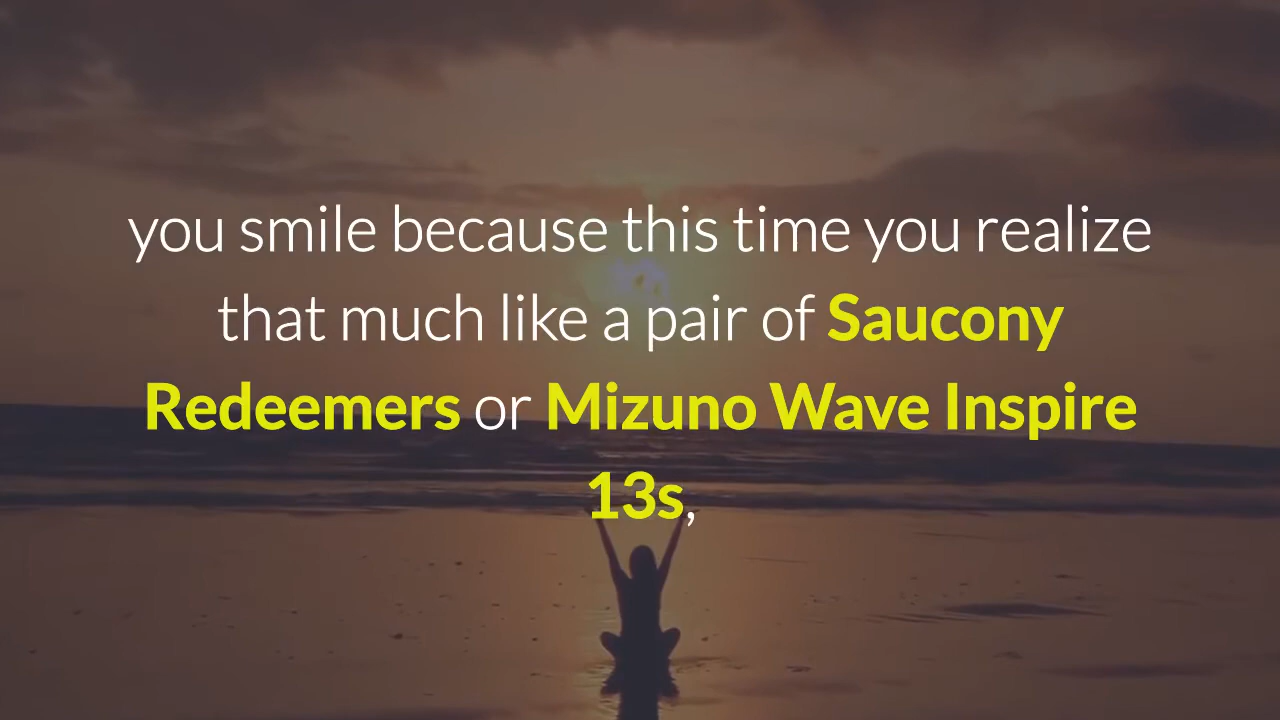 you smile because this time you realize
that much like a pair of Saucony
Redeemers or Mizuno Wave Inspire
13s,